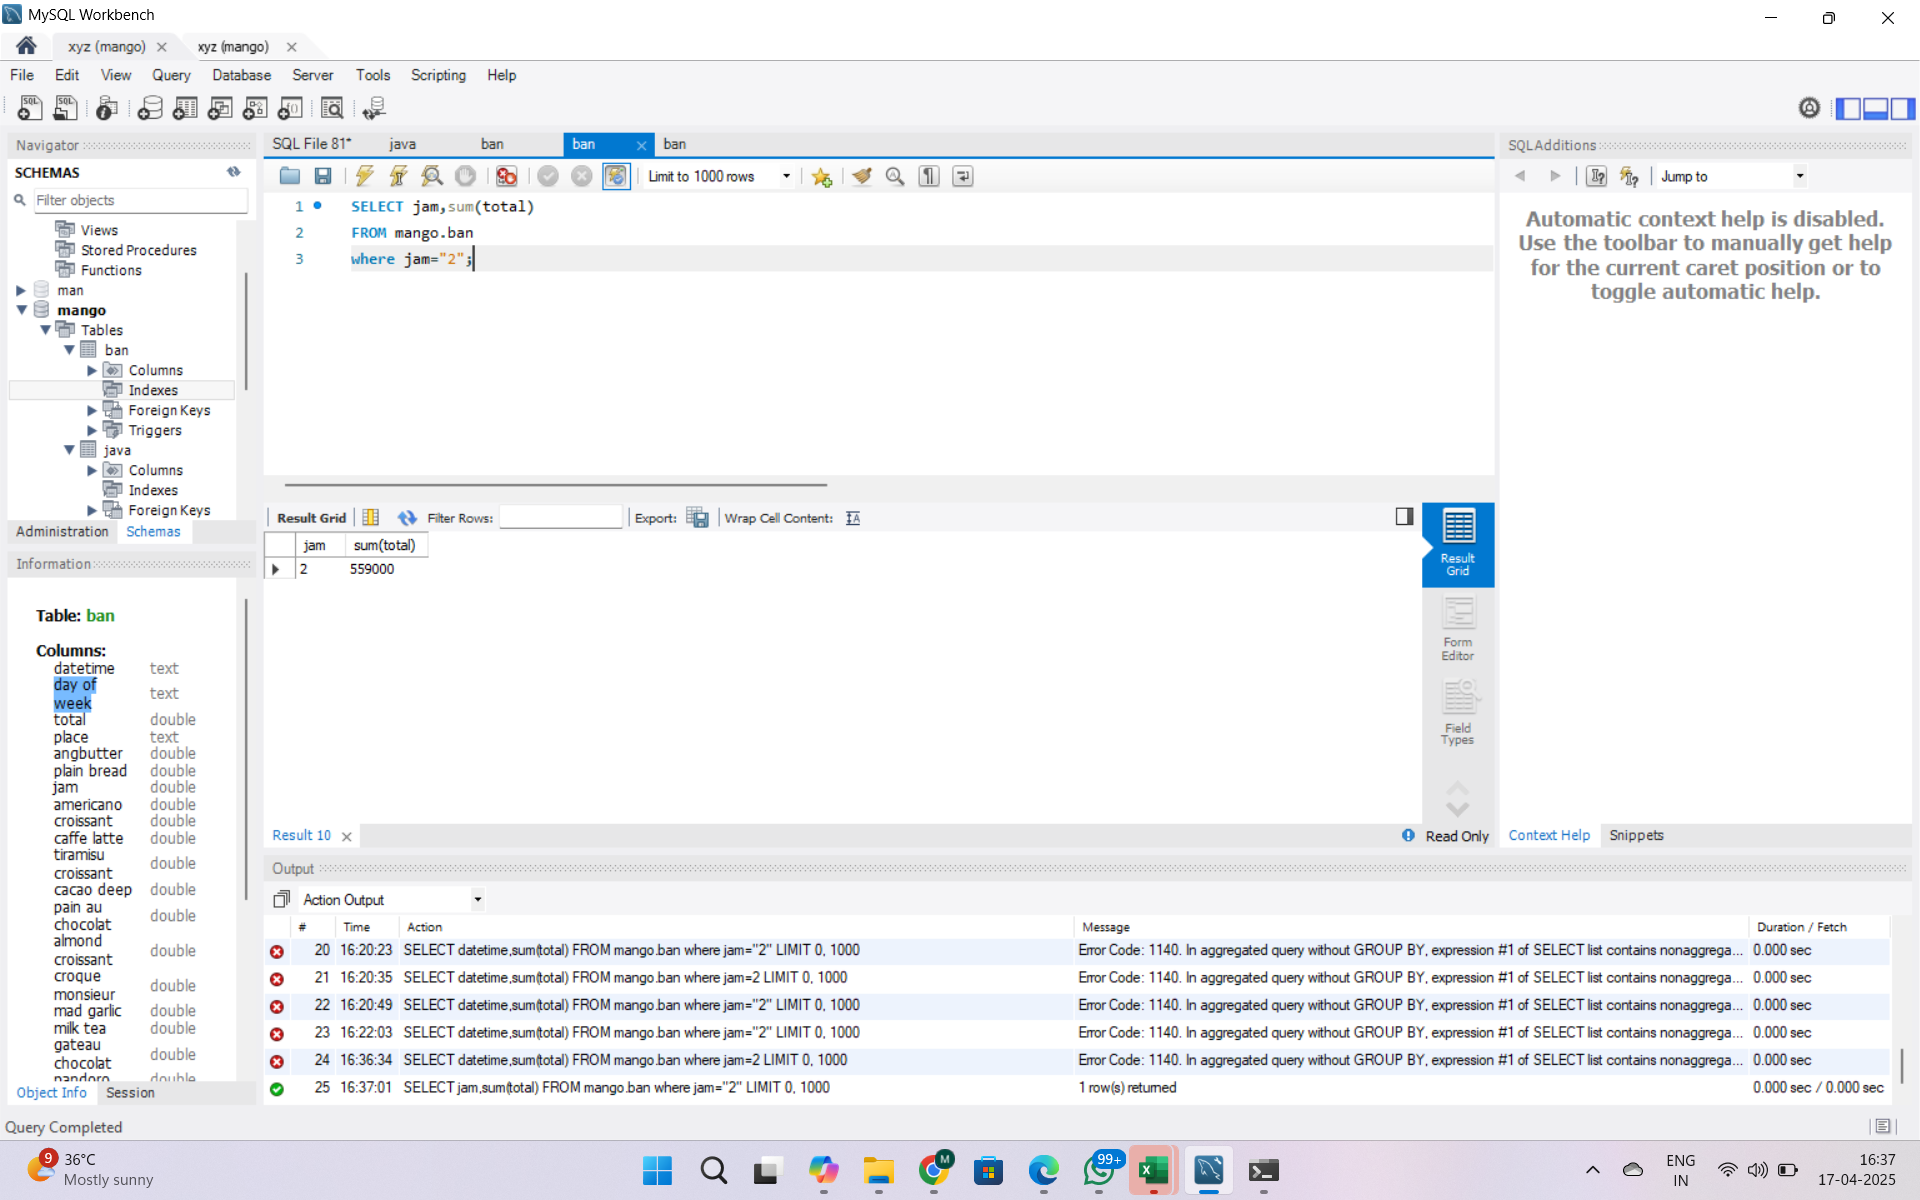 MySQL Workbench
xyz (mango)
xyz (mango)
File Edit View Query Database Server Tools Scripting Help
Navigator
SCHEMAS
Filter objects
Views
Stored Procedures
Functions
man
mango
Tables
ban
Columns
Indexes
Foreign Keys
Triggers
java
Columns
Indexes
Foreign Keys
Administration Schemas
Information
Table: ban
Columns:
datetime text
day of week text
total double
place text
angbutter double
plain bread double
jam double
americano double
croissant double
caffe latte double
tiramisu croissant double
cacao deep double
pain au chocolat double
almond croissant double
croque monsieur double
mad garlic double
milk tea double
gateau chocolat double
pandoro double
Object Info Session
SQL File 81* java ban ban ban
Limit to 1000 rows
1 SELECT jam,sum(total)
2 FROM mango.ban
3 where jam="2";
Result Grid Filter Rows: Export: Wrap Cell Content:
jam sum(total)
2 559000
Result Grid
Form Editor
Field Types
Result 10
Read Only
SQLAdditions
Jump to
Automatic context help is disabled.
Use the toolbar to manually get help
for the current caret position or to
toggle automatic help.
Context Help Snippets
Output
Action Output
# Time Action Message Duration / Fetch
20 16:20:23 SELECT datetime,sum(total) FROM mango.ban where jam="2" LIMIT 0, 1000 Error Code: 1140. In aggregated query without GROUP BY, expression #1 of SELECT list contains nonaggrega... 0.000 sec
21 16:20:35 SELECT datetime,sum(total) FROM mango.ban where jam=2 LIMIT 0, 1000 Error Code: 1140. In aggregated query without GROUP BY, expression #1 of SELECT list contains nonaggrega... 0.000 sec
22 16:20:49 SELECT datetime,sum(total) FROM mango.ban where jam="2" LIMIT 0, 1000 Error Code: 1140. In aggregated query without GROUP BY, expression #1 of SELECT list contains nonaggrega... 0.000 sec
23 16:22:03 SELECT datetime,sum(total) FROM mango.ban where jam="2" LIMIT 0, 1000 Error Code: 1140. In aggregated query without GROUP BY, expression #1 of SELECT list contains nonaggrega... 0.000 sec
24 16:36:34 SELECT datetime,sum(total) FROM mango.ban where jam=2 LIMIT 0, 1000 Error Code: 1140. In aggregated query without GROUP BY, expression #1 of SELECT list contains nonaggrega... 0.000 sec
25 16:37:01 SELECT jam,sum(total) FROM mango.ban where jam="2" LIMIT 0, 1000 1 row(s) returned 0.000 sec / 0.000 sec
Query Completed
9
36°C
Mostly sunny
M
99+
ENG
IN
16:37
17-04-2025